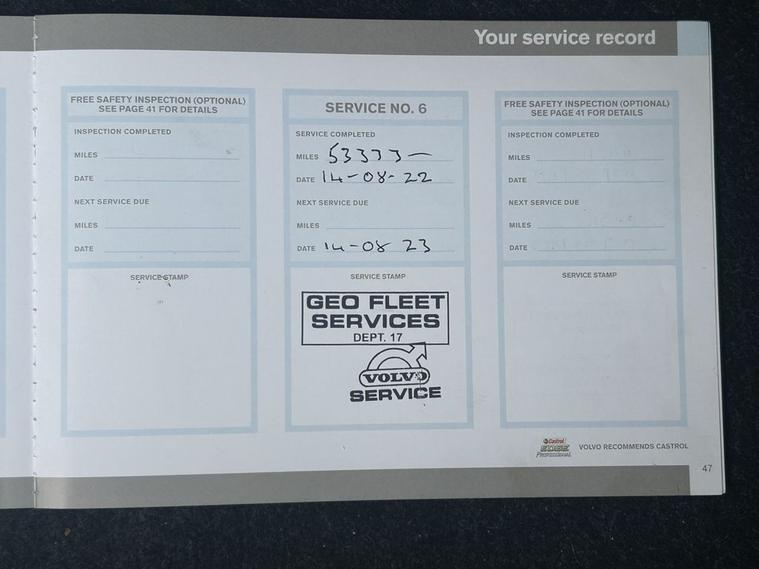 Your service record
FREE SAFETY INSPECTION (OPTIONAL)
SEE PAGE 41 FOR DETAILS
INSPECTION COMPLETED
MILES
DATE
NEXT SERVICE DUE
MILES
DATE
SERVICE STAMP
SERVICE NO. 6
SERVICE COMPLETED
MILES 53373-
DATE 14-08-22
NEXT SERVICE DUE
MILES
DATE 14-08 23
SERVICE STAMP
GEO FLEET
SERVICES
DEPT. 17
VOLVO
SERVICE
FREE SAFETY INSPECTION (OPTIONAL)
SEE PAGE 41 FOR DETAILS
INSPECTION COMPLETED
MILES
DATE
NEXT SERVICE DUE
MILES
DATE
SERVICE STAMP
Castrol
EDGE
PROFESSIONAL
VOLVO RECOMMENDS CASTROL
47